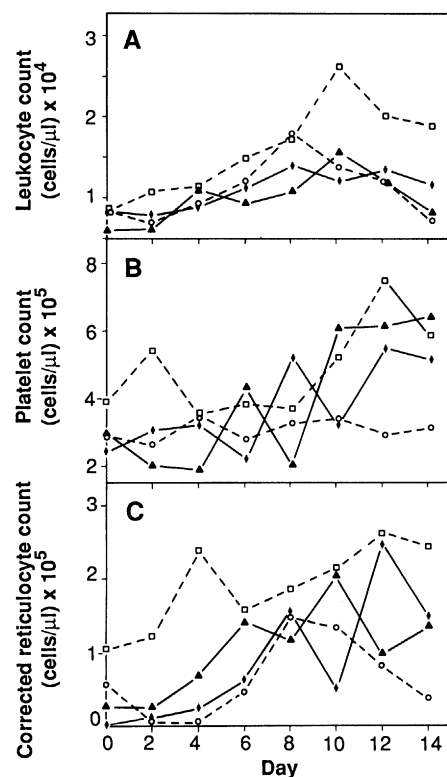 A
Leukocyte count
(cells/µl) x 10⁴
3
2
1
B
Platelet count
(cells/µl) x 10⁵
8
6
4
2
C
Corrected reticulocyte count
(cells/µl) x 10⁵
3
2
1
0
0 2 4 6 8 10 12 14
Day